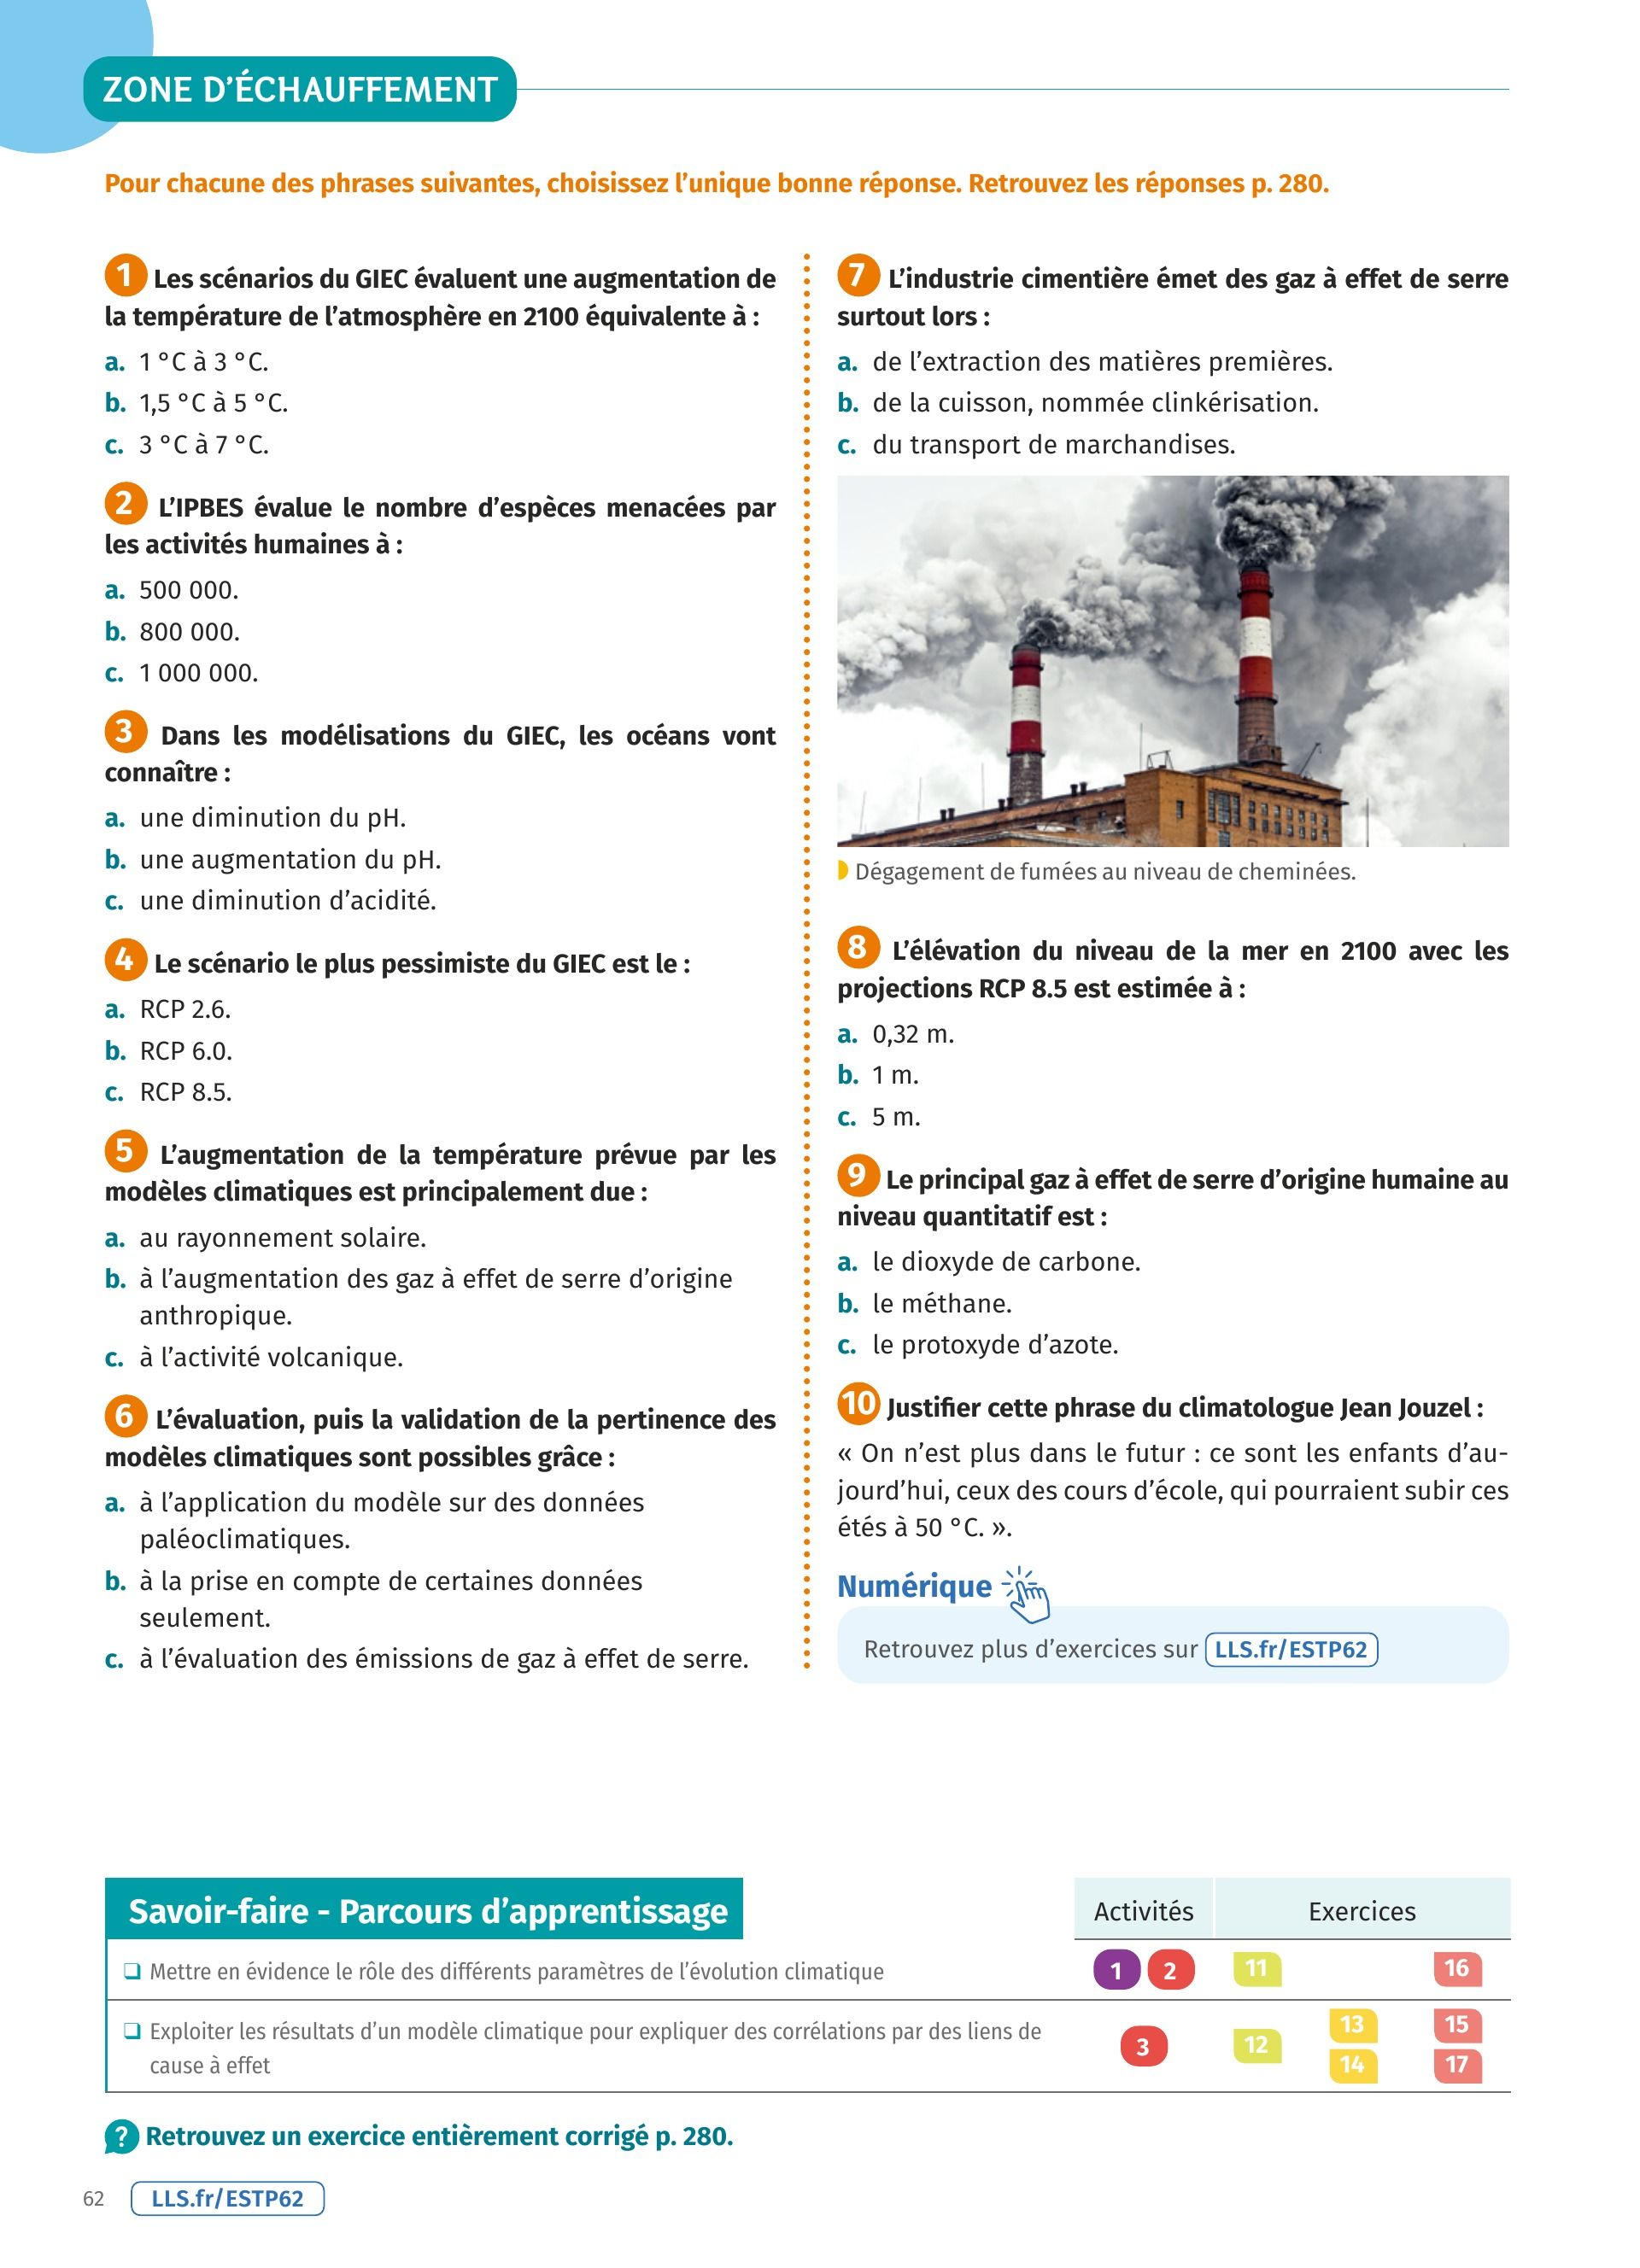 ZONE D'ÉCHAUFFEMENT
Pour chacune des phrases suivantes, choisissez l'unique bonne réponse. Retrouvez les réponses p. 280.
1 Les scénarios du GIEC évaluent une augmentation de
la température de l'atmosphère en 2100 équivalente à :
a. 1 °C à 3 °C.
b. 1,5 °C à 5 °C.
c. 3 °C à 7 °C.
2 L'IPBES évalue le nombre d'espèces menacées par
les activités humaines à :
a. 500 000.
b. 800 000.
c. 1 000 000.
3 Dans les modélisations du GIEC, les océans vont
connaître :
a. une diminution du pH.
b. une augmentation du pH.
c. une diminution d'acidité.
4 Le scénario le plus pessimiste du GIEC est le :
a. RCP 2.6.
b. RCP 6.0.
c. RCP 8.5.
5 L'augmentation de la température prévue par les
modèles climatiques est principalement due :
a. au rayonnement solaire.
b. à l'augmentation des gaz à effet de serre d'origine
anthropique.
c. à l'activité volcanique.
6 L'évaluation, puis la validation de la pertinence des
modèles climatiques sont possibles grâce :
a. à l'application du modèle sur des données
paléoclimatiques.
b. à la prise en compte de certaines données
seulement.
c. à l'évaluation des émissions de gaz à effet de serre.
7 L'industrie cimentière émet des gaz à effet de serre
surtout lors :
a. de l'extraction des matières premières.
b. de la cuisson, nommée clinkérisation.
c. du transport de marchandises.
Dégagement de fumées au niveau de cheminées.
8 L'élévation du niveau de la mer en 2100 avec les
projections RCP 8.5 est estimée à :
a. 0,32 m.
b. 1 m.
c. 5 m.
9 Le principal gaz à effet de serre d'origine humaine au
niveau quantitatif est :
a. le dioxyde de carbone.
b. le méthane.
c. le protoxyde d'azote.
10 Justifier cette phrase du climatologue Jean Jouzel :
« On n'est plus dans le futur : ce sont les enfants d'au-
jourd'hui, ceux des cours d'école, qui pourraient subir ces
étés à 50 °C. ».
Numérique
Retrouvez plus d'exercices sur LLS.fr/ESTP62
Savoir-faire - Parcours d'apprentissage Activités Exercices
Mettre en évidence le rôle des différents paramètres de l'évolution climatique 1 2 11 16
Exploiter les résultats d'un modèle climatique pour expliquer des corrélations par des liens de
cause à effet 3 12 13 14 15 17
? Retrouvez un exercice entièrement corrigé p. 280.
62 LLS.fr/ESTP62